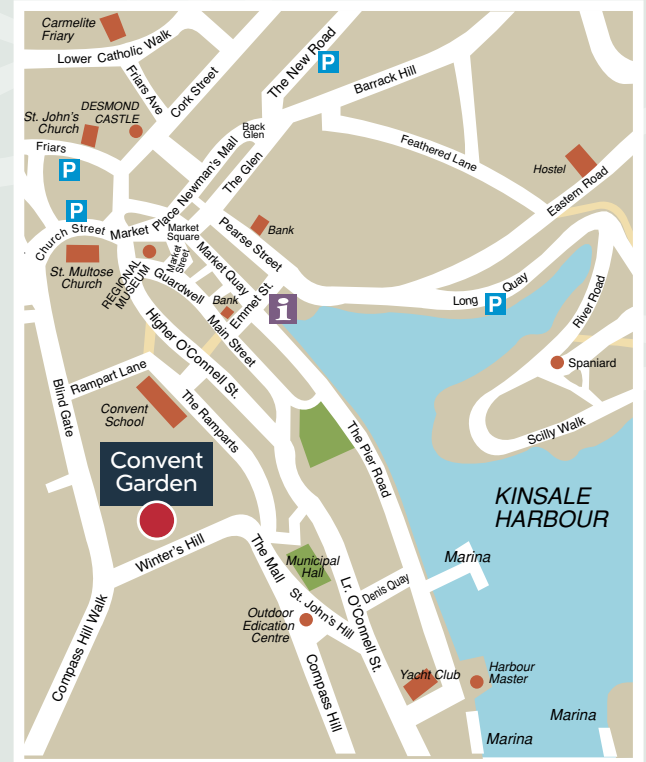 Carmelite
Friary
Lower Catholic Walk
Friars Ave
Cork Street
The New Road
P
Barrack Hill
DESMOND
CASTLE
St. John's
Church
Friars
P
Back
Glen
Newman's Mall
The Glen
Feathered Lane
Hostel
Eastern Road
P
Church Street
Market Place
Market
Square
Market
Street
Pearse Street
Bank
St. Multose
Church
REGIONAL
MUSEUM
Guardwell
Market Quay
Bank
Emmet St.
Main Street
i
Long Quay
P
River Road
Spaniard
Scilly Walk
Higher O'Connell St.
Rampart Lane
Blind Gate
Convent
School
The Ramparts
The Pier Road
Convent
Garden
KINSALE
HARBOUR
Winter's Hill
The Mall
Municipal
Hall
Marina
Denis Quay
St. John's Hill
Lr. O'Connell St.
Outdoor
Edication
Centre
Compass Hill Walk
Compass Hill
Yacht Club
Harbour
Master
Marina
Marina